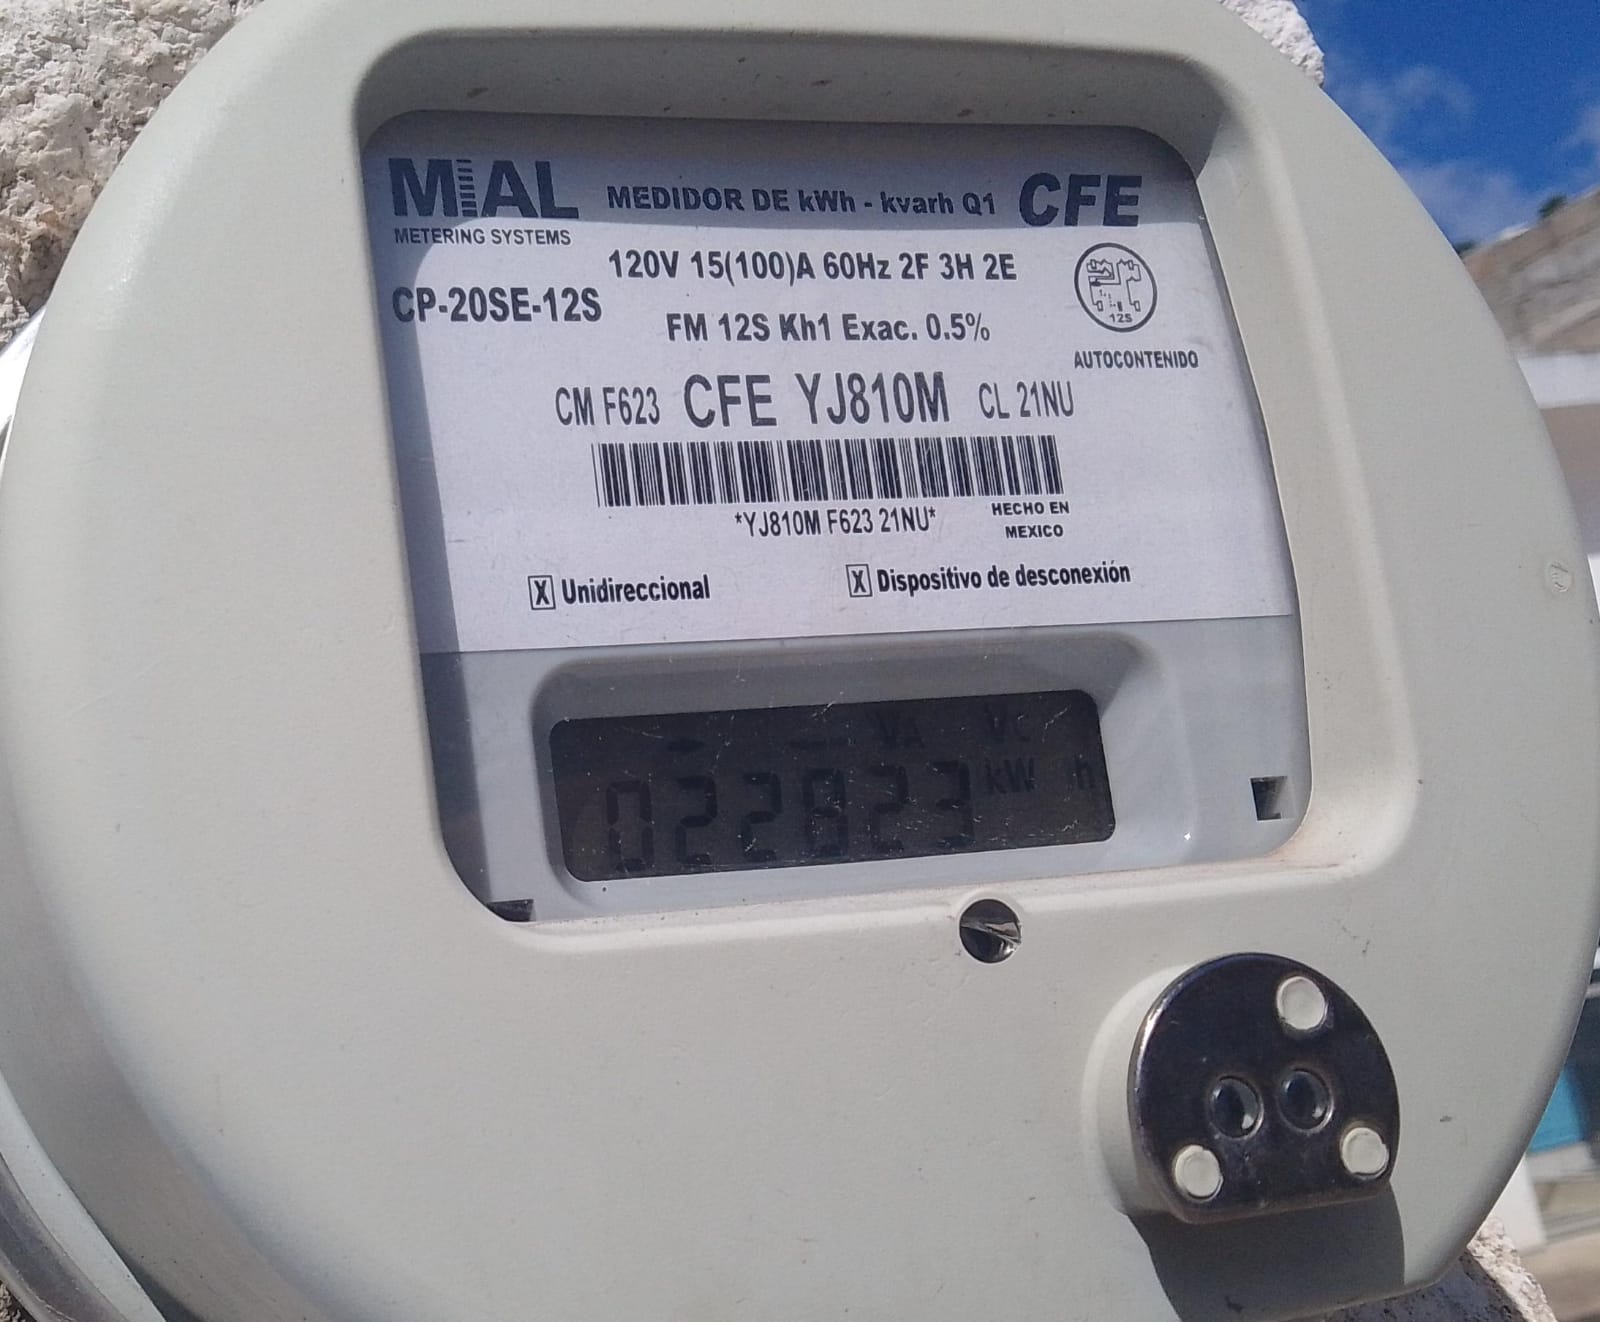 MIAL
METERING SYSTEMS
MEDIDOR DE kWh - kvarh Q1
CFE
120V 15(100)A 60Hz 2F 3H 2E
CP-20SE-12S
FM 12S Kh1 Exac. 0.5%
12S
AUTOCONTENIDO
CM F623 CFE YJ810M CL 21NU
*YJ810M F623 21NU*
HECHO EN
MEXICO
X Unidireccional
X Dispositivo de desconexión
VA VC
022823 kW h